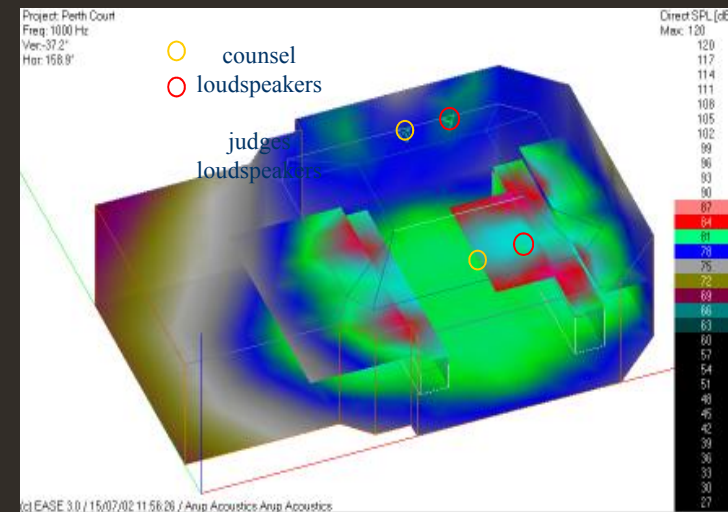 Project: Perth Court
Freq: 1000 Hz
Ver:-37.2°
Hor: 158.9°
counsel
loudspeakers
judges
loudspeakers
Direct SPL [dB
Max: 120
120
117
114
111
108
105
102
99
96
93
90
87
84
81
78
75
72
69
66
63
60
57
54
51
48
45
42
39
36
33
30
27
(c) EASE 3.0 / 15/07/02 11:56:26 / Arup Acoustics Arup Acoustics